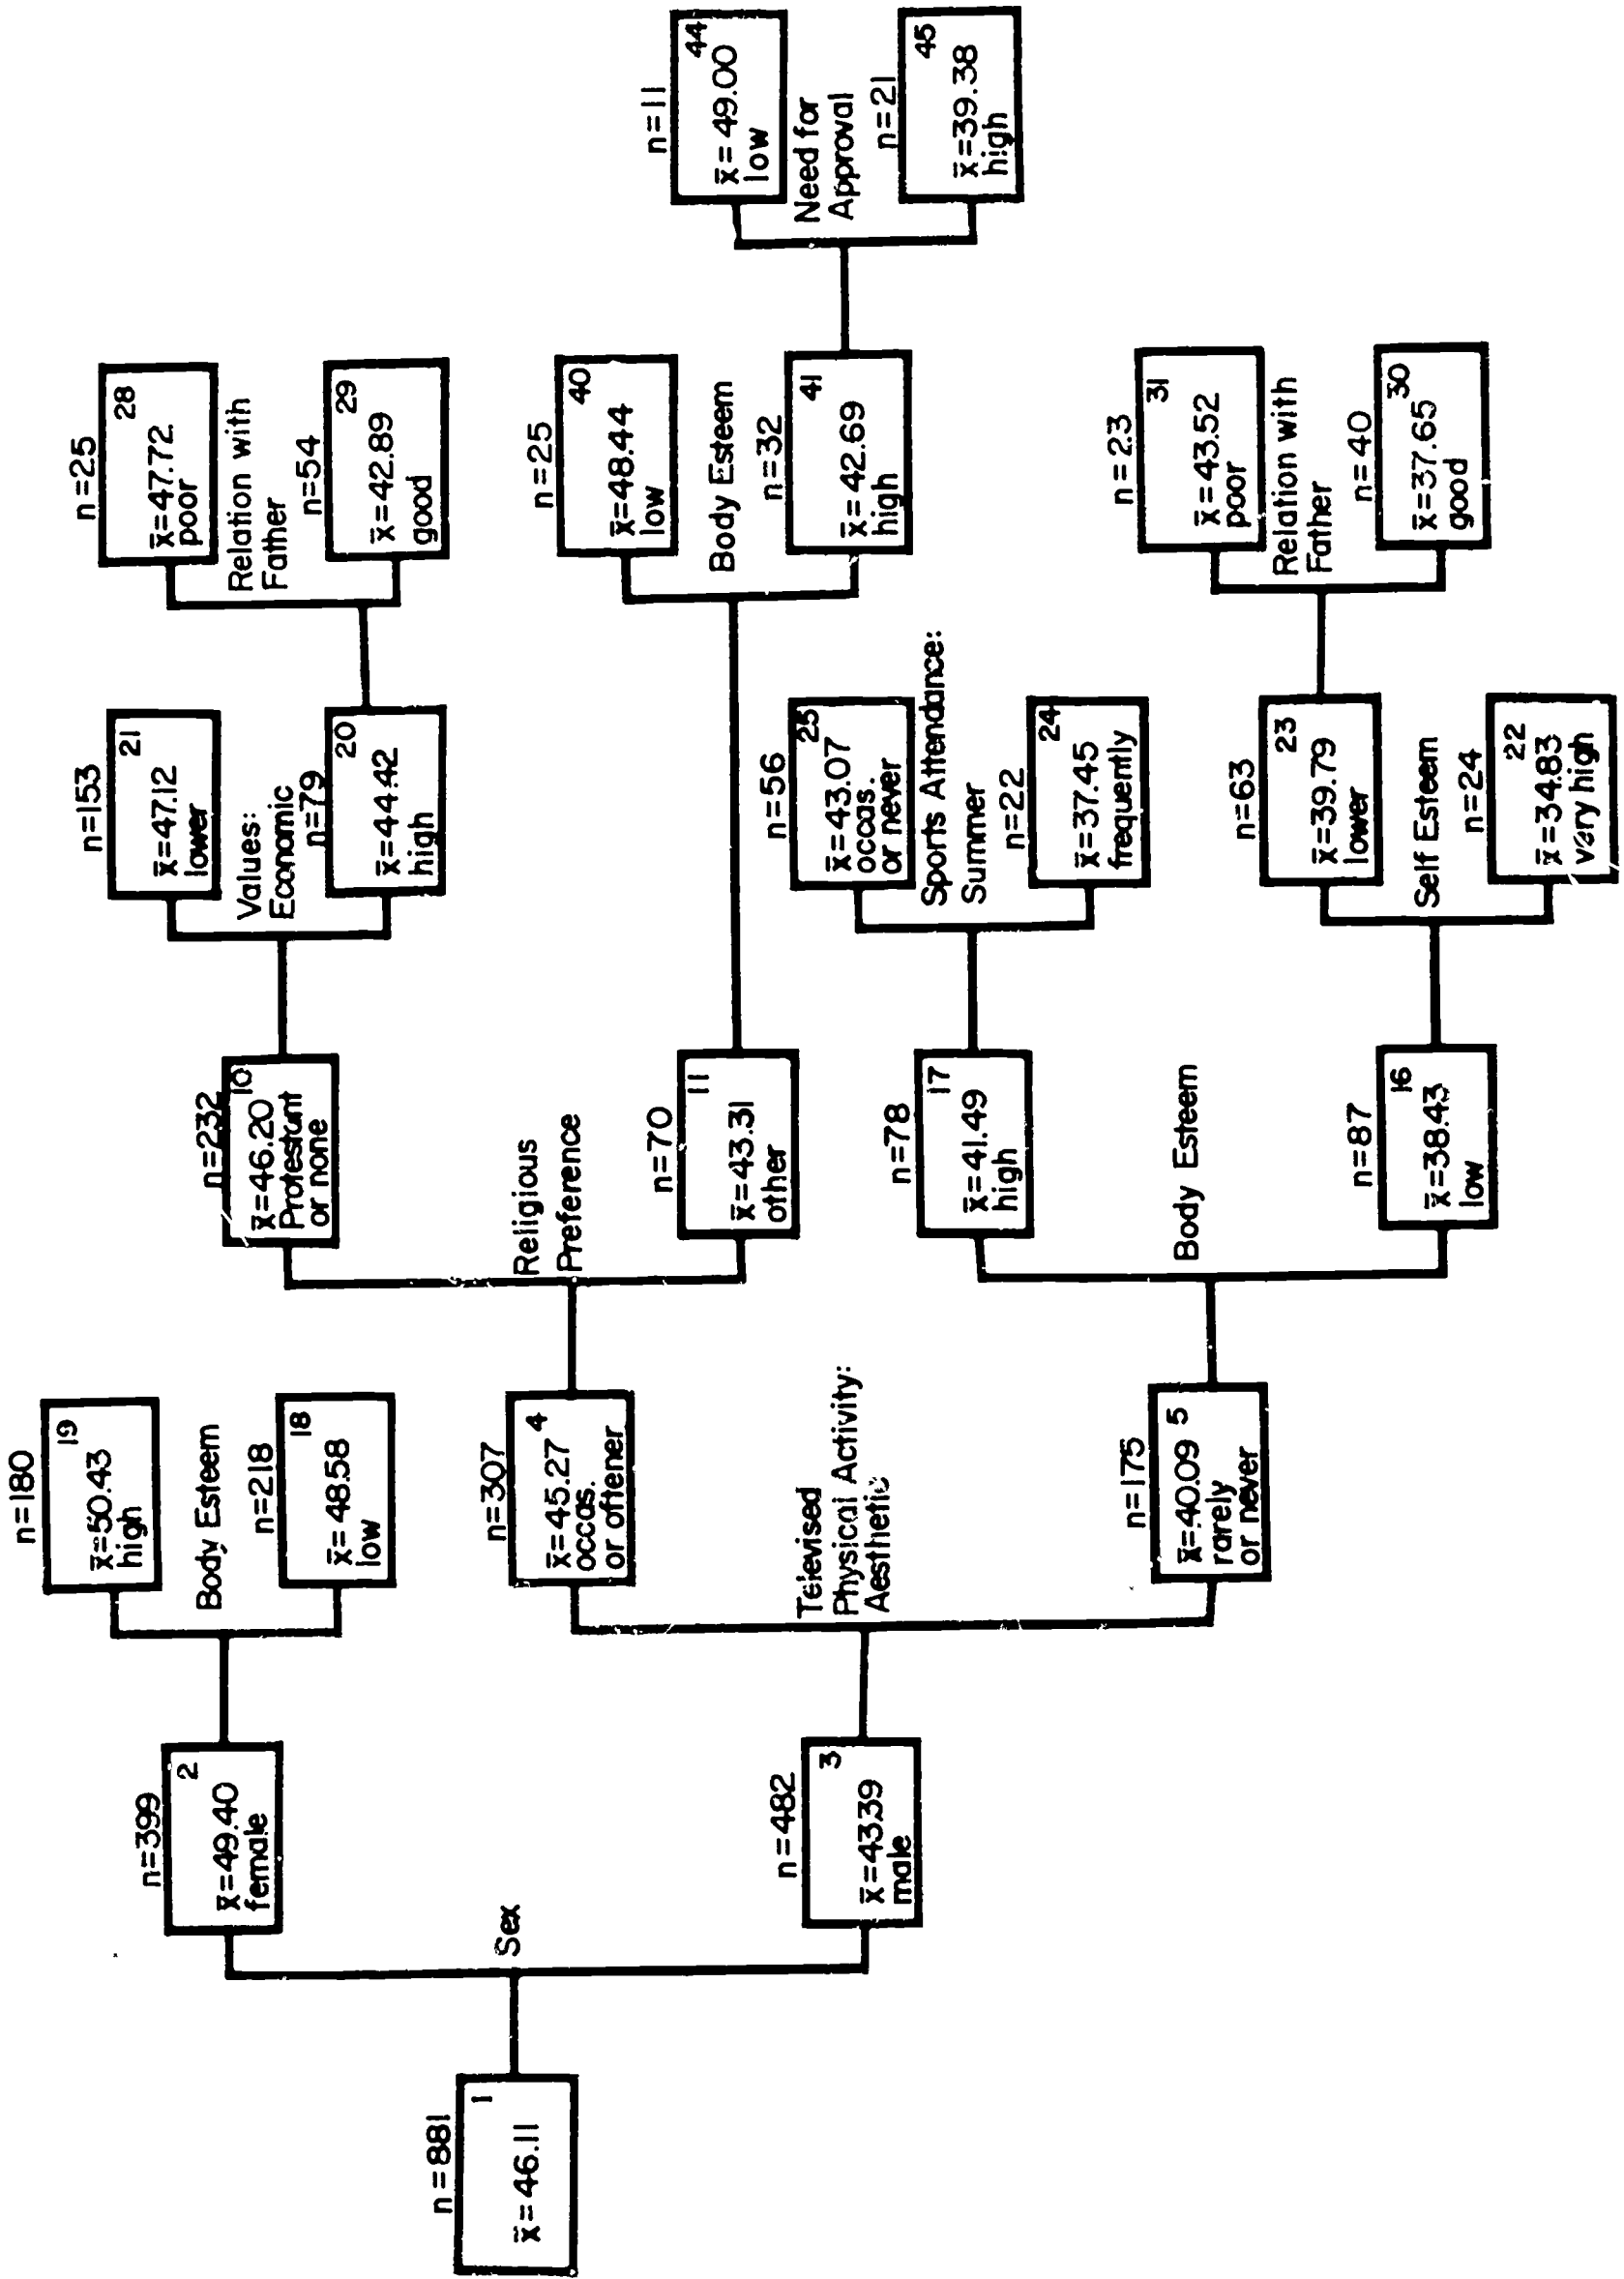 n=881
1
x̄=46.11
Sex
n=399
2
x̄=49.40
female
n=482
3
x̄=43.39
male
n=180
19
x̄=50.43
high
Body Esteem
n=218
18
x̄=48.58
low
n=307
4
x̄=45.27
occas.
or oftener
Televised
Physical Activity:
Aesthetic
n=175
5
x̄=40.09
rarely
or never
n=232
10
x̄=46.20
Protestant
or none
Religious
Preference
n=70
11
x̄=43.31
other
n=78
17
x̄=41.49
high
Body Esteem
n=87
16
x̄=38.43
low
n=153
21
x̄=47.12
lower
Values:
Economic
n=79
20
x̄=44.42
high
n=56
25
x̄=43.07
occas.
or never
Sports Attendance:
Summer
n=22
24
x̄=37.45
frequently
n=63
23
x̄=39.79
lower
Self Esteem
n=24
22
x̄=34.83
very high
n=25
28
x̄=47.72
poor
Relation with
Father
n=54
29
x̄=42.89
good
n=25
40
x̄=48.44
low
Body Esteem
n=32
41
x̄=42.69
high
n=23
31
x̄=43.52
poor
Relation with
Father
n=40
30
x̄=37.65
good
n=11
44
x̄=49.00
low
Need for
Approval
n=21
45
x̄=39.38
high